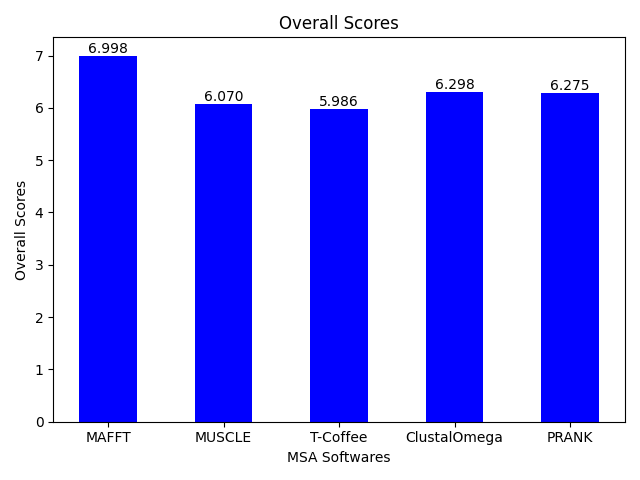 Overall Scores
7
6
5
4
3
2
1
0
Overall Scores
6.998
6.070
5.986
6.298
6.275
MAFFT
MUSCLE
T-Coffee
ClustalOmega
PRANK
MSA Softwares